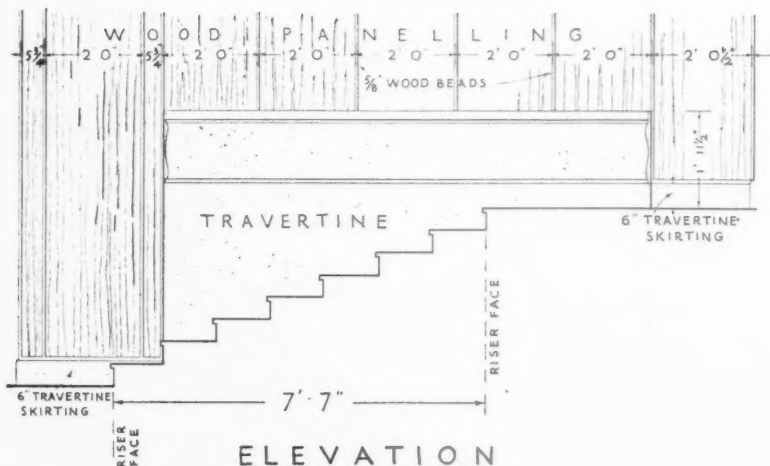 WOOD PANELLING
5¾" 2'0" 5¾" 2'0" 2'0" 2'0" 2'0" 2'0" 2'0½"
⅝" WOOD BEADS
1' 11½"
TRAVERTINE
6" TRAVERTINE
SKIRTING
RISER FACE
7'·7"
6" TRAVERTINE
SKIRTING
RISER
FACE
ELEVATION